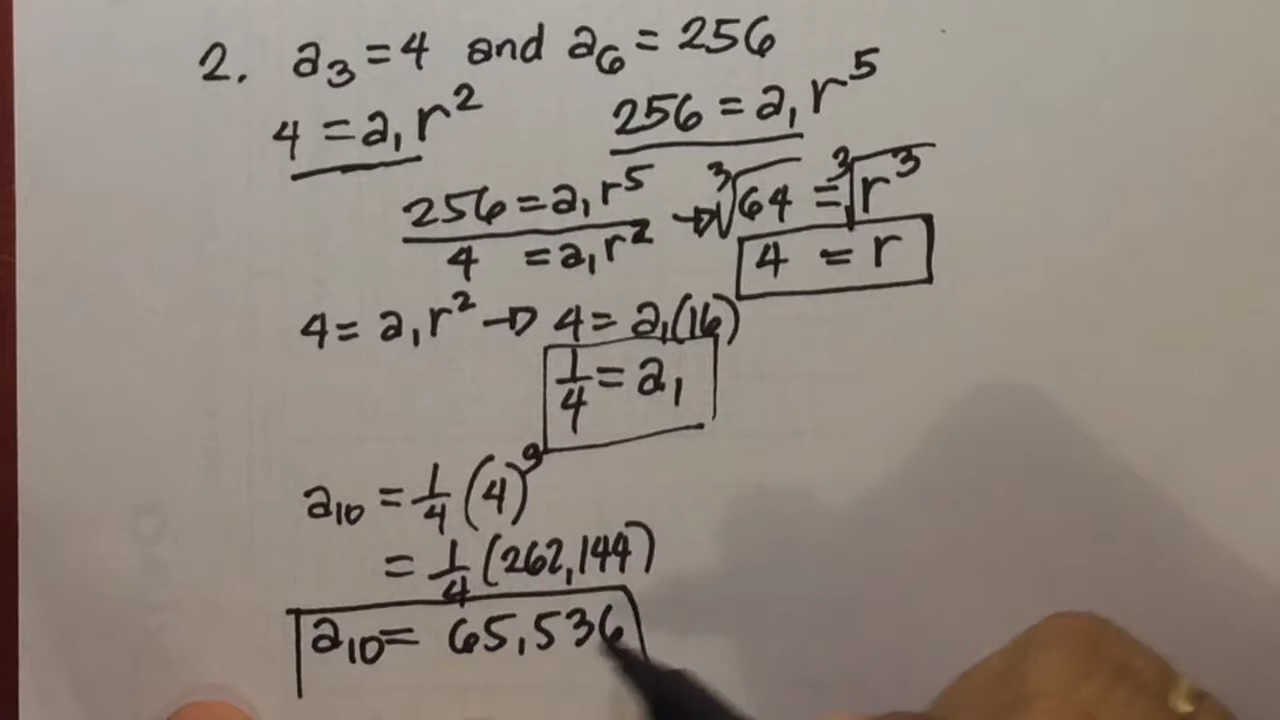 2. a₃ = 4 and a₆ = 256
4 = a₁r² 256 = a₁r⁵
256 = a₁r⁵ → ∛64 = ∛r³
4 = a₁r² 4 = r
4 = a₁r² → 4 = a₁(16)
1/4 = a₁
a₁₀ = 1/4 (4)⁹
= 1/4 (262,144)
a₁₀ = 65,536